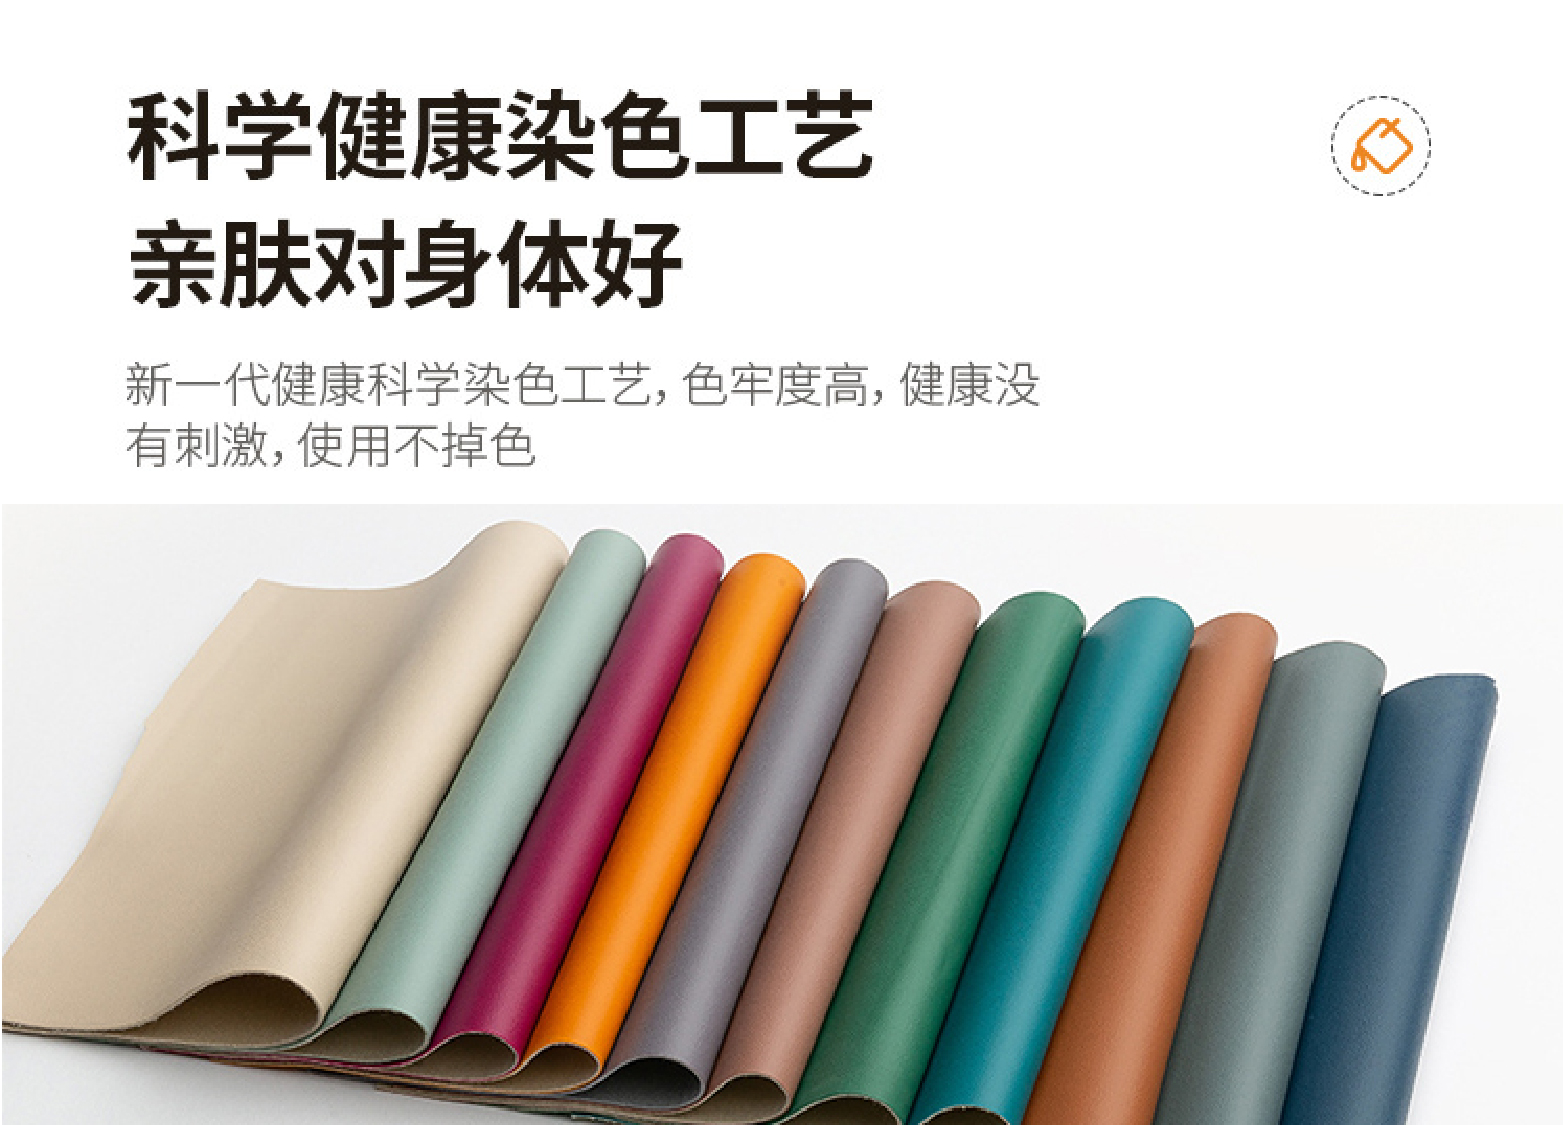 科学健康染色工艺
亲肤对身体好
新一代健康科学染色工艺，色牢度高，健康没
有刺激，使用不掉色